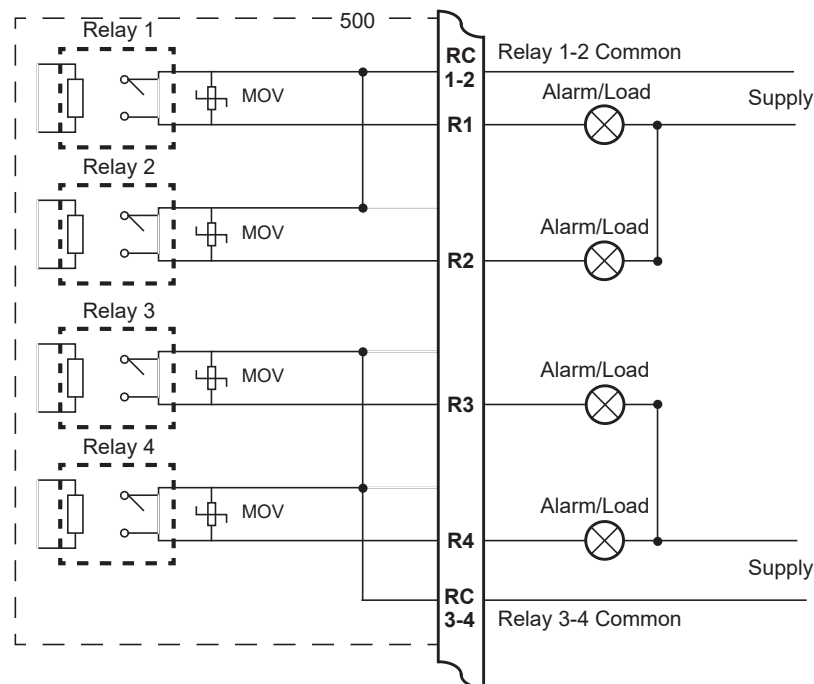 500
Relay 1
MOV
RC
1-2
Relay 1-2 Common
Alarm/Load
Supply
R1
Relay 2
MOV
Alarm/Load
R2
Relay 3
MOV
Alarm/Load
R3
Relay 4
MOV
Alarm/Load
R4
Supply
RC
3-4
Relay 3-4 Common